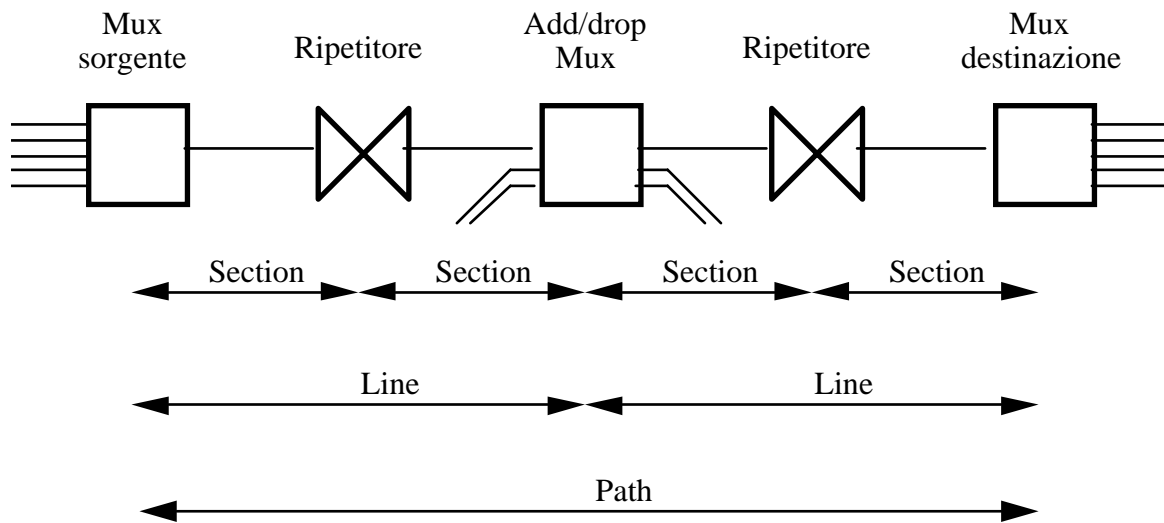 Mux
sorgente
Ripetitore
Add/drop
Mux
Ripetitore
Mux
destinazione
Section
Section
Section
Section
Line
Line
Path